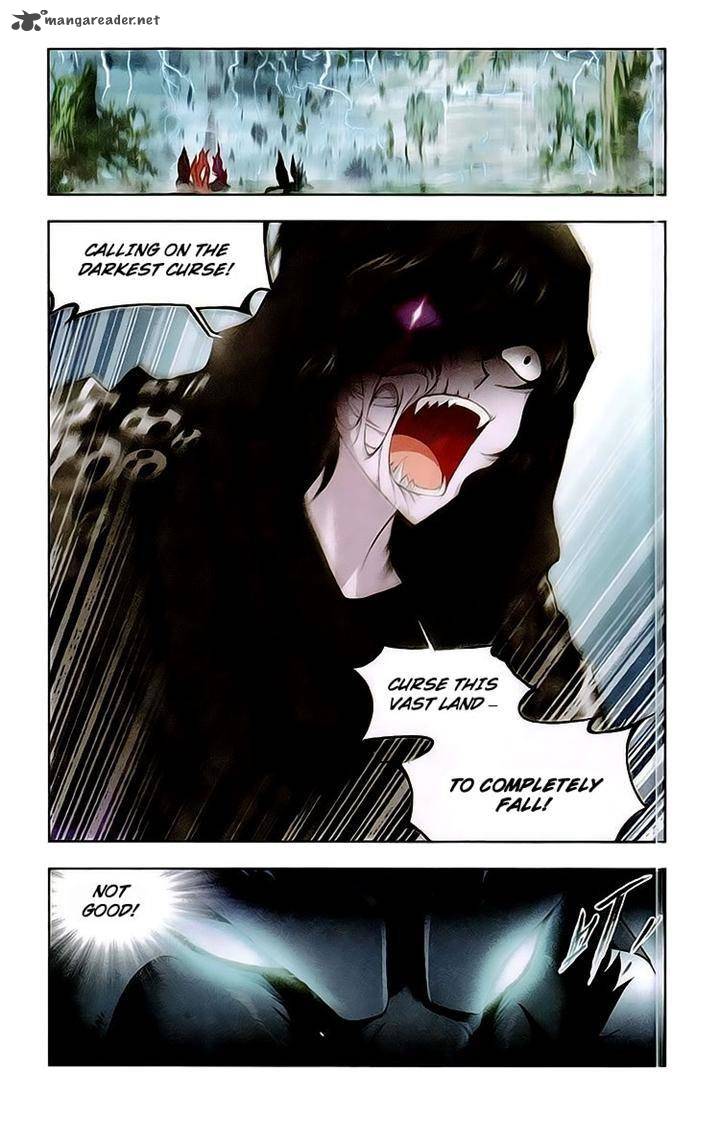 mangareader.net
CALLING ON THE
DARKEST CURSE!
CURSE THIS
VAST LAND –
TO COMPLETELY
FALL!
NOT
GOOD!